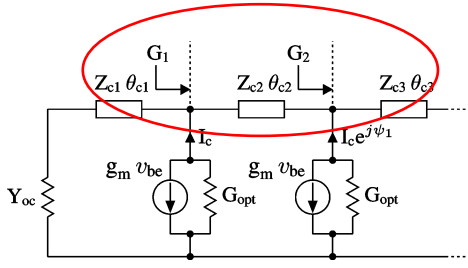 G1 G2
Zc1 θc1 Zc2 θc2 Zc3 θc3
Ic Ice^jψ1
gm vbe gm vbe
Yoc Gopt Gopt